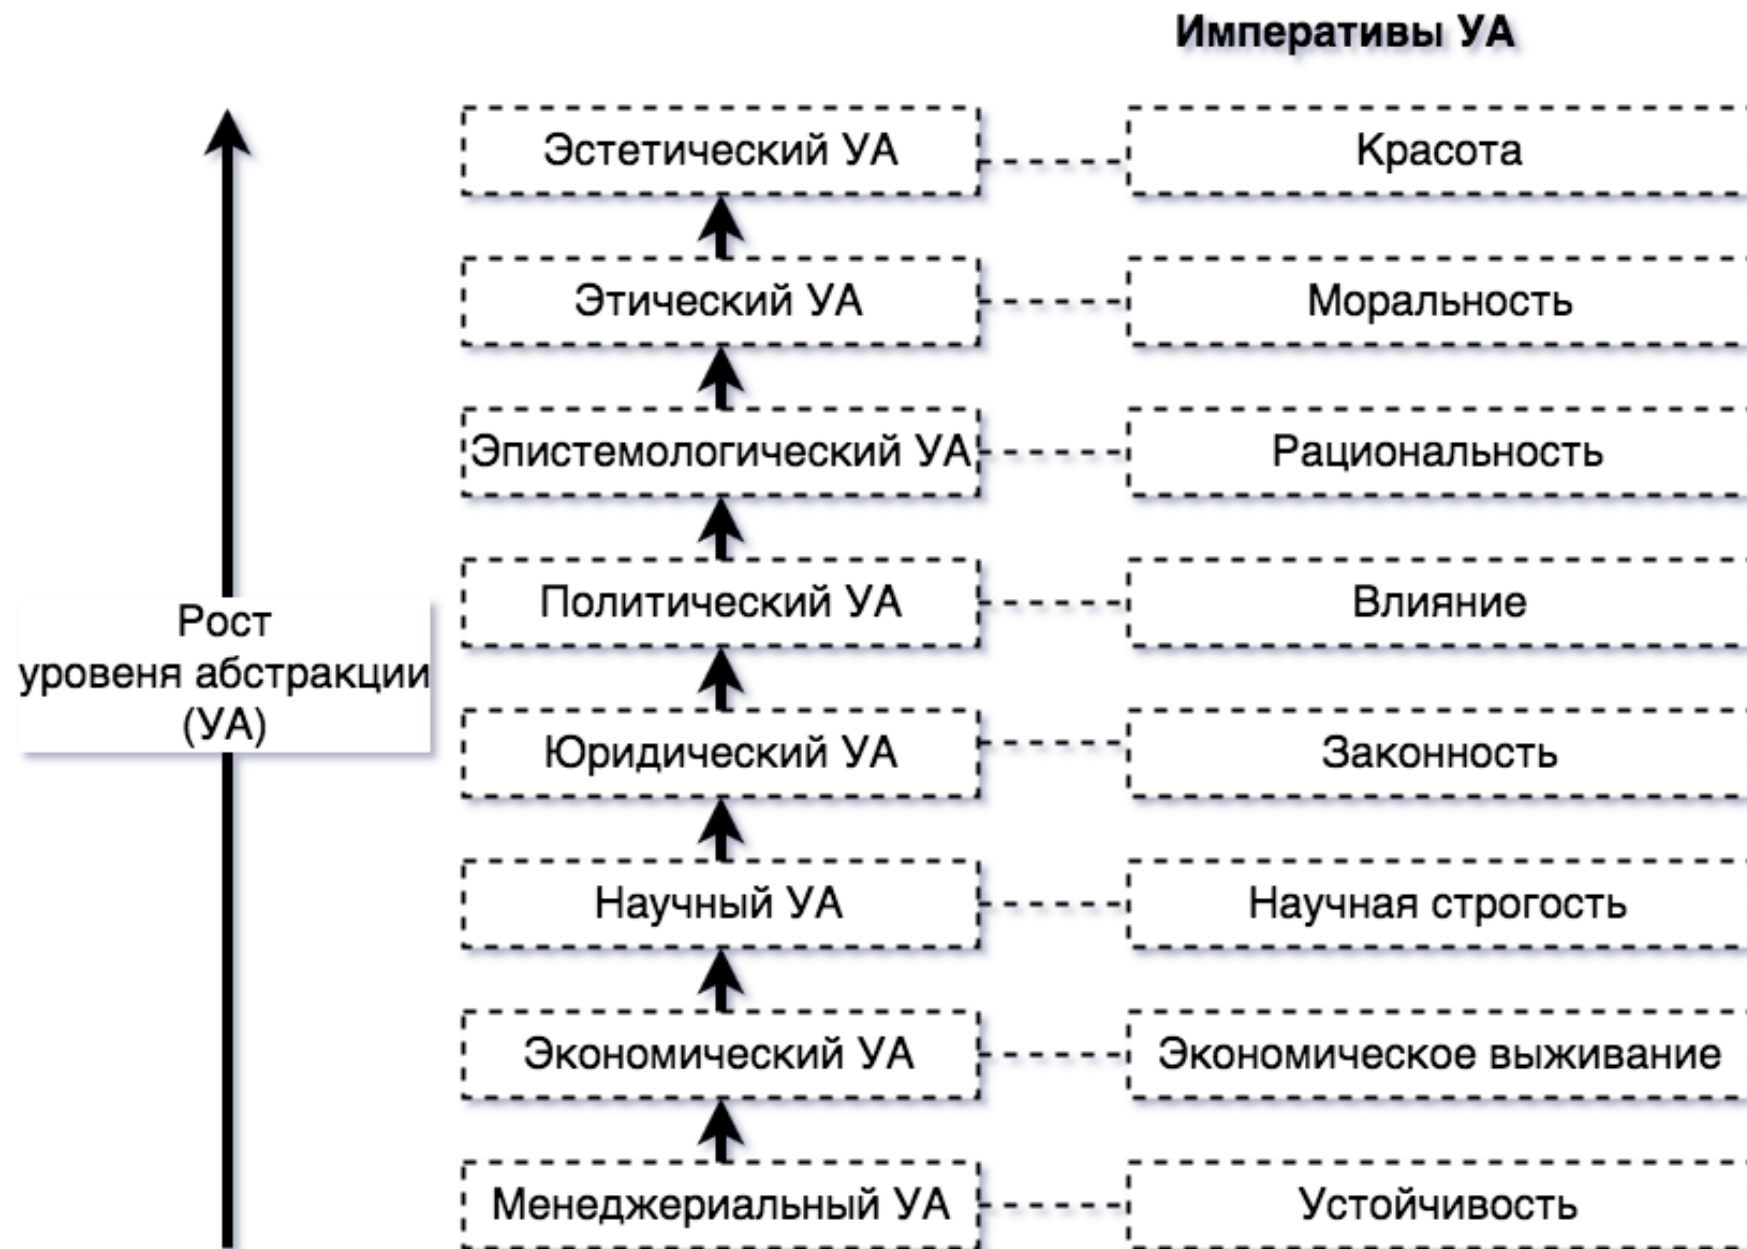 Императивы УА
Эстетический УА
Красота
Этический УА
Моральность
Эпистемологический УА
Рациональность
Политический УА
Влияние
Рост
уровеня абстракции
(УА)
Юридический УА
Законность
Научный УА
Научная строгость
Экономический УА
Экономическое выживание
Менеджериальный УА
Устойчивость